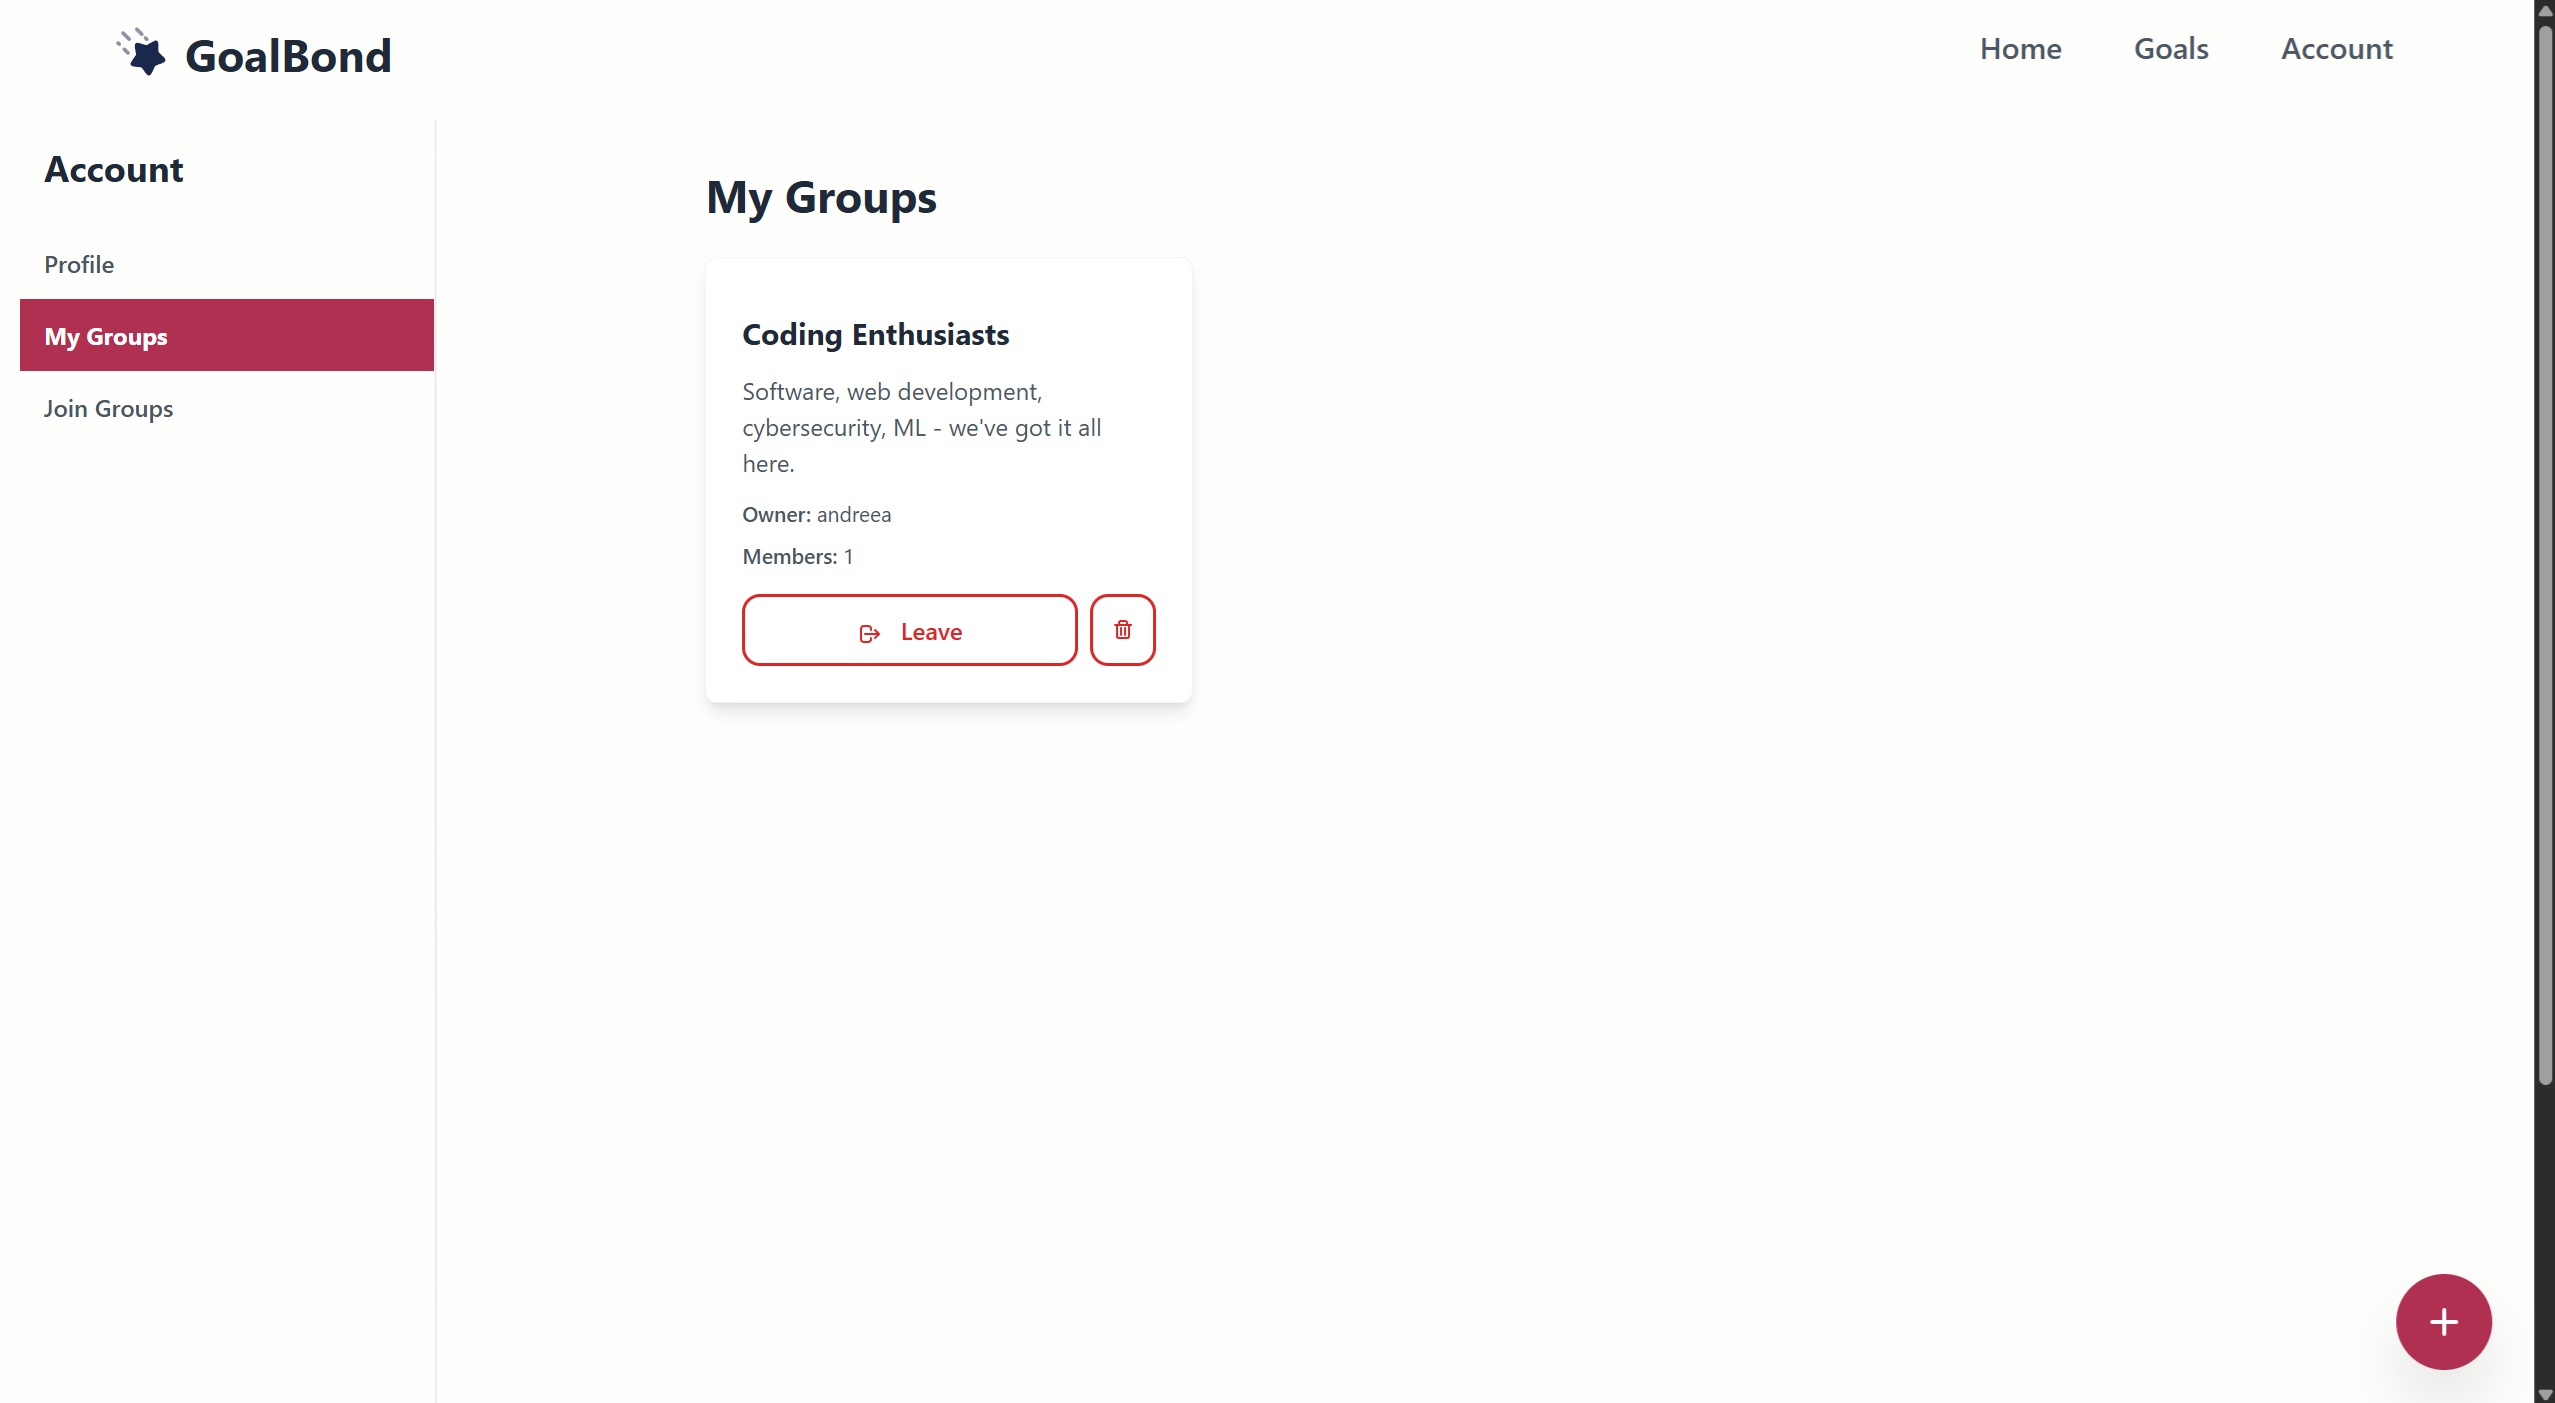 GoalBond
Home
Goals
Account
Account
Profile
My Groups
Join Groups
My Groups
Coding Enthusiasts
Software, web development,
cybersecurity, ML - we've got it all
here.
Owner: andreea
Members: 1
Leave